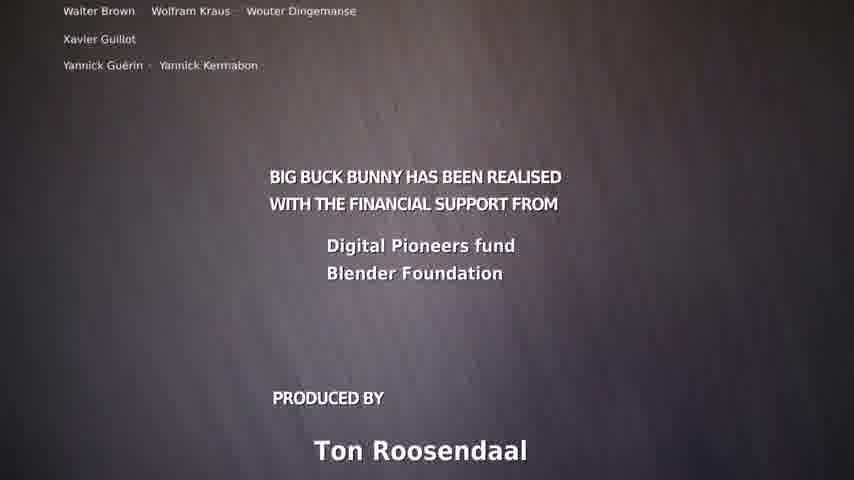 Walter Brown · Wolfram Kraus · Wouter Dingemanse
Xavier Guillot
Yannick Guérin · Yannick Kermabon
BIG BUCK BUNNY HAS BEEN REALISED
WITH THE FINANCIAL SUPPORT FROM
Digital Pioneers fund
Blender Foundation
PRODUCED BY
Ton Roosendaal